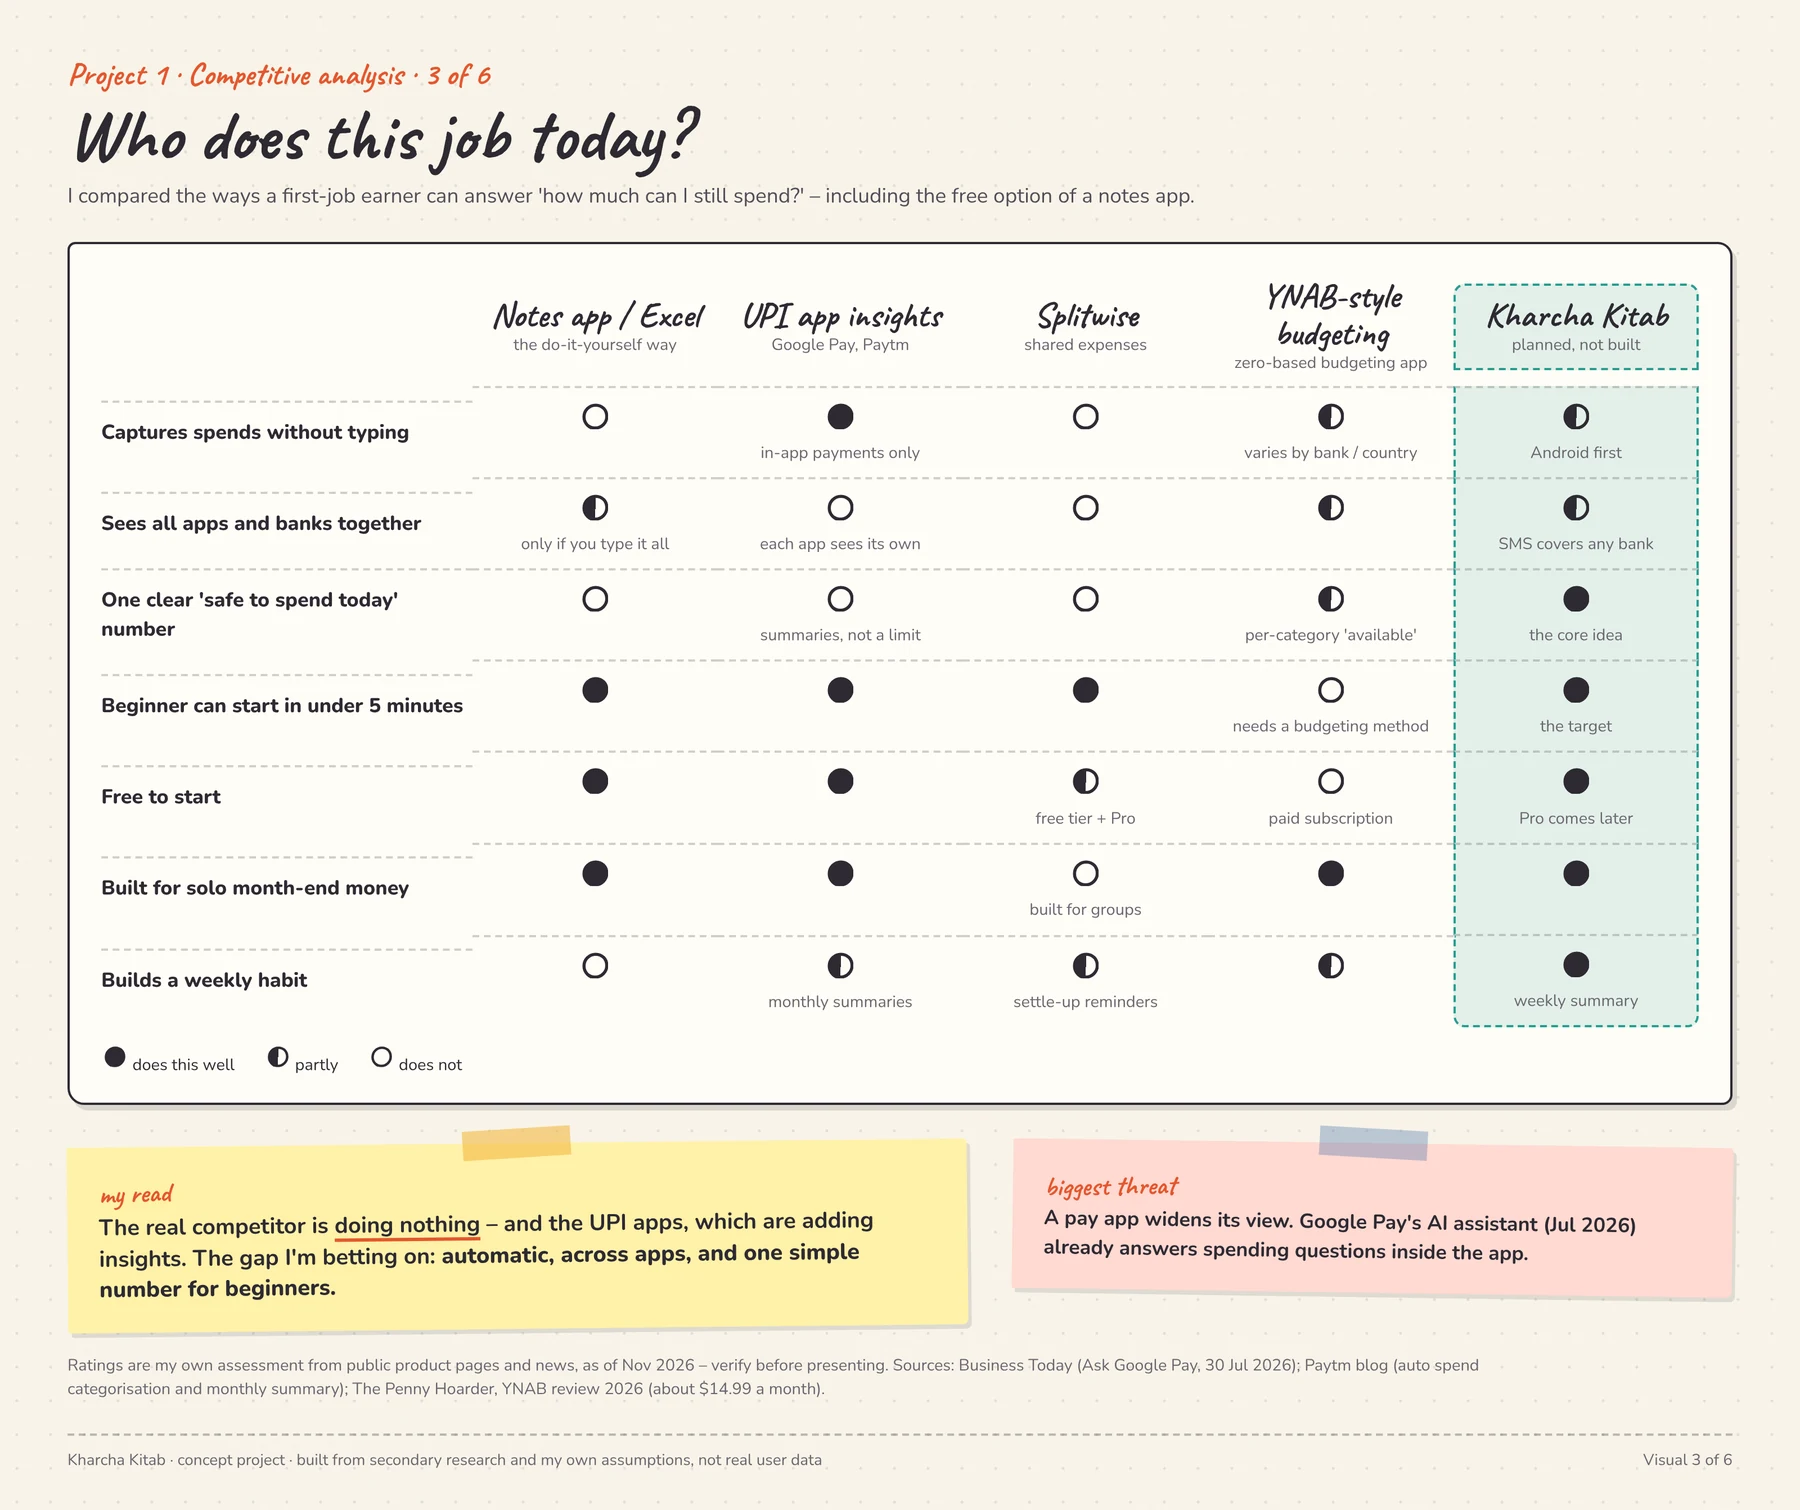 Project 1 · Competitive analysis · 3 of 6
Who does this job today?
I compared the ways a first-job earner can answer 'how much can I still spend?' – including the free option of a notes app.
Notes app / Excel
the do-it-yourself way
UPI app insights
Google Pay, Paytm
Splitwise
shared expenses
YNAB-style
budgeting
zero-based budgeting app
Kharcha Kitab
planned, not built
Captures spends without typing
in-app payments only
varies by bank / country
Android first
Sees all apps and banks together
only if you type it all
each app sees its own
SMS covers any bank
One clear 'safe to spend today'
number
summaries, not a limit
per-category 'available'
the core idea
Beginner can start in under 5 minutes
needs a budgeting method
the target
Free to start
free tier + Pro
paid subscription
Pro comes later
Built for solo month-end money
built for groups
Builds a weekly habit
monthly summaries
settle-up reminders
weekly summary
does this well
partly
does not
my read
The real competitor is doing nothing – and the UPI apps, which are adding
insights. The gap I'm betting on: automatic, across apps, and one simple
number for beginners.
biggest threat
A pay app widens its view. Google Pay's AI assistant (Jul 2026)
already answers spending questions inside the app.
Ratings are my own assessment from public product pages and news, as of Nov 2026 – verify before presenting. Sources: Business Today (Ask Google Pay, 30 Jul 2026); Paytm blog (auto spend
categorisation and monthly summary); The Penny Hoarder, YNAB review 2026 (about $14.99 a month).
Kharcha Kitab · concept project · built from secondary research and my own assumptions, not real user data
Visual 3 of 6